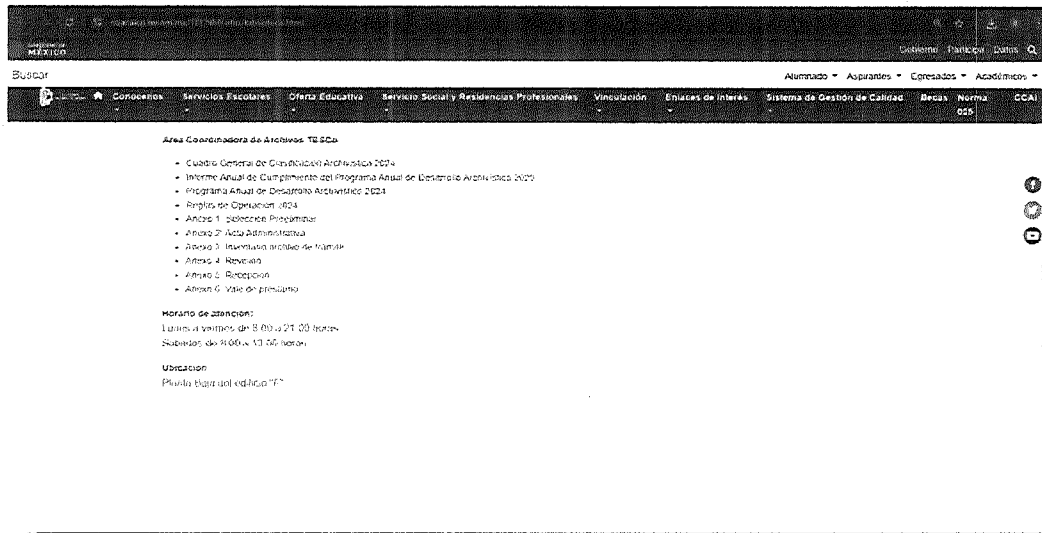 GOBIERNO DE
MÉXICO
Gobierno Participa Datos
Buscar
Alumnado Aspirantes Egresados Académicos
Conócenos Servicios Escolares Oferta Educativa Servicio Social y Residencias Profesionales Vinculación Enlaces de Interés Sistema de Gestión de Calidad Becas Norma 025 CCAI
Área Coordinadora de Archivos TESCo
• Cuadro General de Clasificación Archivística 2024
• Informe Anual de Cumplimiento del Programa Anual de Desarrollo Archivístico 2023
• Programa Anual de Desarrollo Archivístico 2024
• Reglas de Operación 2024
• Anexo 1. Selección Preliminar
• Anexo 2. Acta Administrativa
• Anexo 3. Inventario archivo de trámite
• Anexo 4. Revisión
• Anexo 5. Recepción
• Anexo 6. Vale de préstamo
Horario de atención:
Lunes a viernes de 8:00 a 21:00 horas
Sábados de 8:00 a 13:00 horas
Ubicación
Planta Baja del edificio "F"